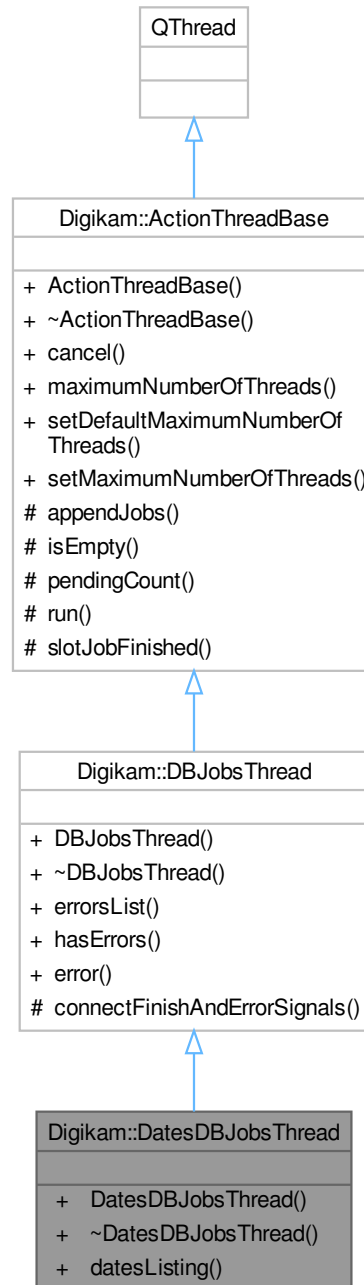 QThread
Digikam::ActionThreadBase
+ ActionThreadBase()
+ ~ActionThreadBase()
+ cancel()
+ maximumNumberOfThreads()
+ setDefaultMaximumNumberOf
Threads()
+ setMaximumNumberOfThreads()
# appendJobs()
# isEmpty()
# pendingCount()
# run()
# slotJobFinished()
Digikam::DBJobsThread
+ DBJobsThread()
+ ~DBJobsThread()
+ errorsList()
+ hasErrors()
+ error()
# connectFinishAndErrorSignals()
Digikam::DatesDBJobsThread
+ DatesDBJobsThread()
+ ~DatesDBJobsThread()
+ datesListing()